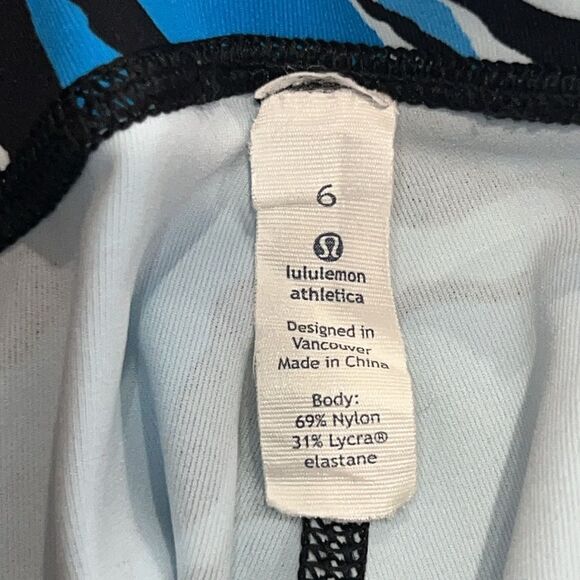 6
lululemon
athletica
Designed in
Vancouver
Made in China
Body:
69% Nylon
31% Lycra®
elastane